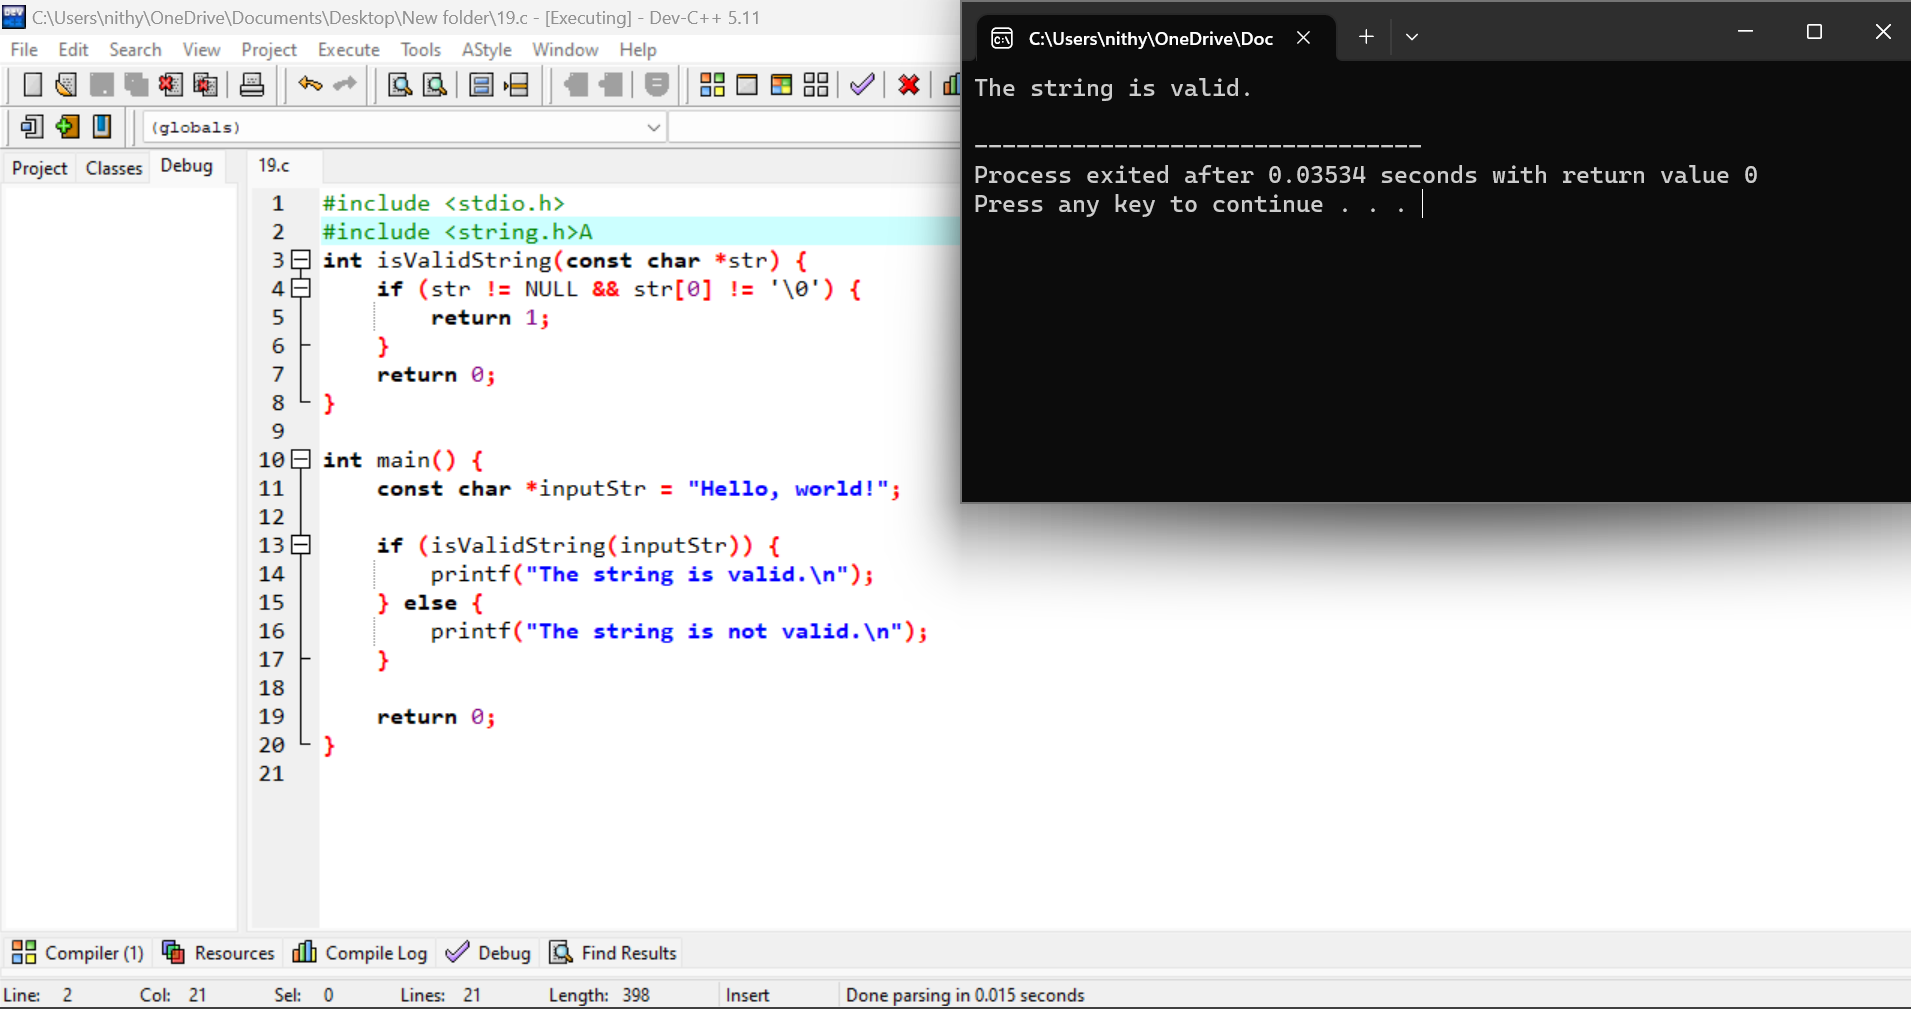 C:\Users\nithy\OneDrive\Documents\Desktop\New folder\19.c - [Executing] - Dev-C++ 5.11
File Edit Search View Project Execute Tools AStyle Window Help
(globals)
Project Classes Debug
19.c
1 #include <stdio.h>
2 #include <string.h>A
3 int isValidString(const char *str) {
4     if (str != NULL && str[0] != '\0') {
5         return 1;
6     }
7     return 0;
8 }
9
10 int main() {
11     const char *inputStr = "Hello, world!";
12
13     if (isValidString(inputStr)) {
14         printf("The string is valid.\n");
15     } else {
16         printf("The string is not valid.\n");
17     }
18
19     return 0;
20 }
21
C:\Users\nithy\OneDrive\Doc
The string is valid.
--------------------------------
Process exited after 0.03534 seconds with return value 0
Press any key to continue . . .
Compiler (1) Resources Compile Log Debug Find Results
Line: 2 Col: 21 Sel: 0 Lines: 21 Length: 398 Insert Done parsing in 0.015 seconds